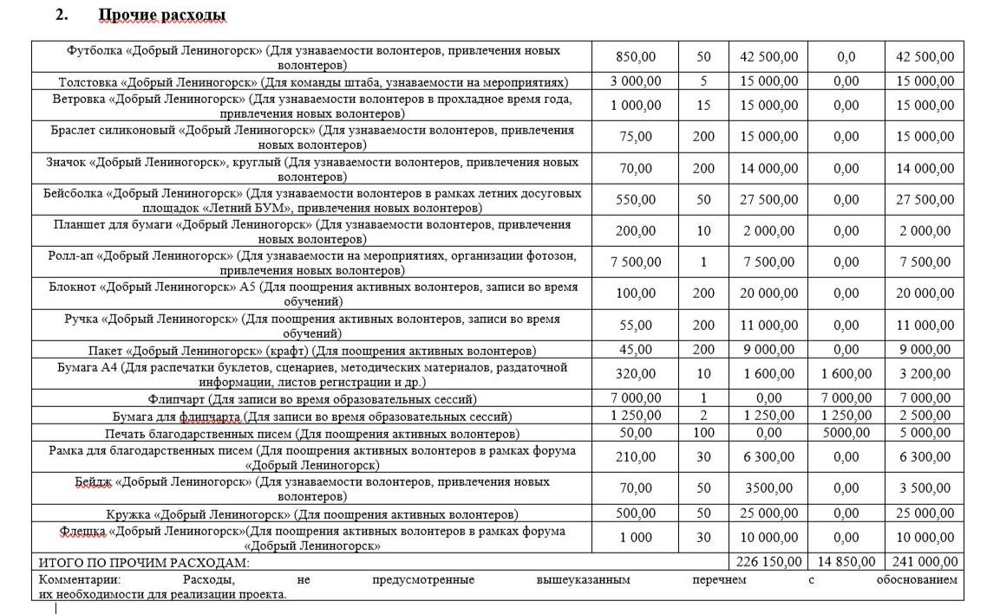 2. Прочие расходы
Футболка «Добрый Лениногорск» (Для узнаваемости волонтеров, привлечения новых
волонтеров) 850,00 50 42 500,00 0,0 42 500,00
Толстовка «Добрый Лениногорск» (Для команды штаба, узнаваемости на мероприятиях) 3 000,00 5 15 000,00 0,00 15 000,00
Ветровка «Добрый Лениногорск» (Для узнаваемости волонтеров в прохладное время года,
привлечения новых волонтеров) 1 000,00 15 15 000,00 0,00 15 000,00
Браслет силиконовый «Добрый Лениногорск» (Для узнаваемости волонтеров, привлечения
новых волонтеров) 75,00 200 15 000,00 0,00 15 000,00
Значок «Добрый Лениногорск», круглый (Для узнаваемости волонтеров, привлечения новых
волонтеров) 70,00 200 14 000,00 0,00 14 000,00
Бейсболка «Добрый Лениногорск» (Для узнаваемости волонтеров в рамках летних досуговых
площадок «Летний БУМ», привлечения новых волонтеров) 550,00 50 27 500,00 0,00 27 500,00
Планшет для бумаги «Добрый Лениногорск» (Для узнаваемости волонтеров, привлечения
новых волонтеров) 200,00 10 2 000,00 0,00 2 000,00
Ролл-ап «Добрый Лениногорск» (Для узнаваемости на мероприятиях, организации фотозон,
привлечения новых волонтеров) 7 500,00 1 7 500,00 0,00 7 500,00
Блокнот «Добрый Лениногорск» А5 (Для поощрения активных волонтеров, записи во время
обучений) 100,00 200 20 000,00 0,00 20 000,00
Ручка «Добрый Лениногорск» (Для поощрения активных волонтеров, записи во время
обучений) 55,00 200 11 000,00 0,00 11 000,00
Пакет «Добрый Лениногорск» (крафт) (Для поощрения активных волонтеров) 45,00 200 9 000,00 0,00 9 000,00
Бумага А4 (Для распечатки буклетов, сценариев, методических материалов, раздаточной
информации, листов регистрации и др.) 320,00 10 1 600,00 1 600,00 3 200,00
Флипчарт (Для записи во время образовательных сессий) 7 000,00 1 0,00 7 000,00 7 000,00
Бумага для флипчарта (Для записи во время образовательных сессий) 1 250,00 2 1 250,00 1 250,00 2 500,00
Печать благодарственных писем (Для поощрения активных волонтеров) 50,00 100 0,00 5000,00 5 000,00
Рамка для благодарственных писем (Для поощрения активных волонтеров в рамках форума
«Добрый Лениногорск) 210,00 30 6 300,00 0,00 6 300,00
Бейдж «Добрый Лениногорск» (Для узнаваемости волонтеров, привлечения новых
волонтеров) 70,00 50 3500,00 0,00 3 500,00
Кружка «Добрый Лениногорск» (Для поощрения активных волонтеров) 500,00 50 25 000,00 0,00 25 000,00
Флешка «Добрый Лениногорск»(Для поощрения активных волонтеров в рамках форума
«Добрый Лениногорск» 1 000 30 10 000,00 0,00 10 000,00
ИТОГО ПО ПРОЧИМ РАСХОДАМ: 226 150,00 14 850,00 241 000,00
Комментарии: Расходы, не предусмотренные вышеуказанным перечнем с обоснованием
их необходимости для реализации проекта.